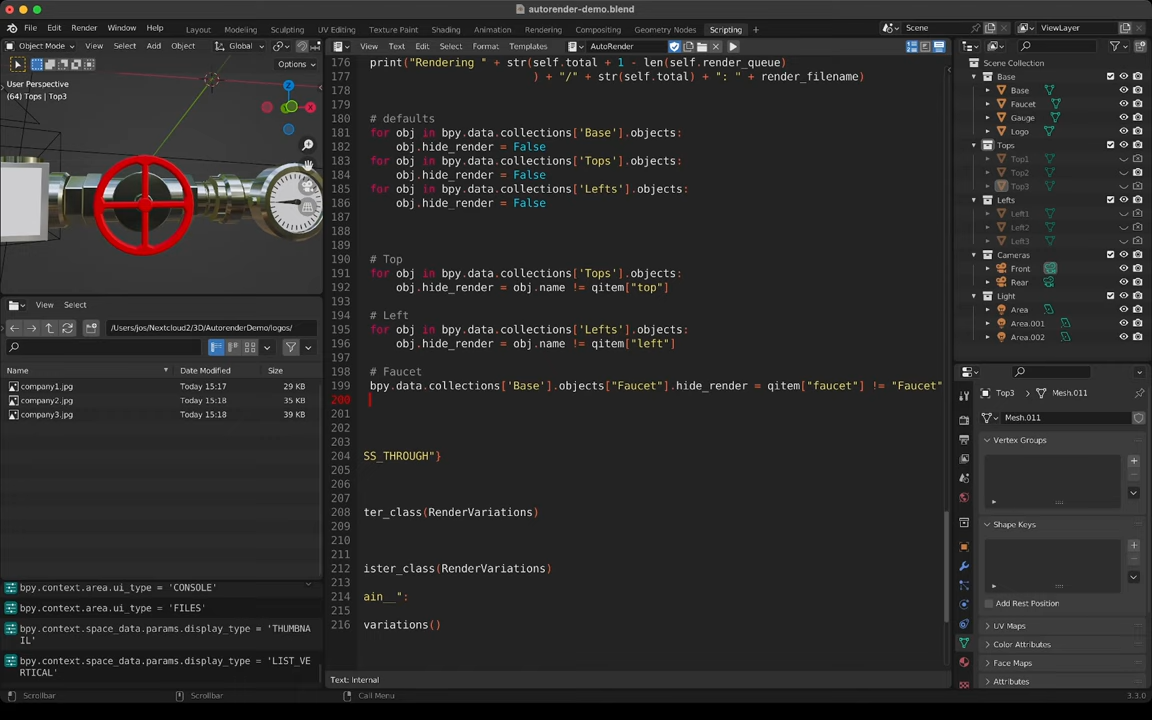 autorender-demo.blend
File Edit Render Window Help Layout Modeling Sculpting UV Editing Texture Paint Shading Animation Rendering Compositing Geometry Nodes Scripting Scene ViewLayer
Object Mode View Select Add Object Global
View Text Edit Select Format Templates AutoRender
Options
User Perspective
(64) Tops | Top3
X
Z
View Select
/Users/jos/Nextcloud2/3D/AutorenderDemo/logos/
Name Date Modified Size
company1.jpg Today 15:17 29 KB
company2.jpg Today 15:18 35 KB
company3.jpg Today 15:18 39 KB
bpy.context.area.ui_type = 'CONSOLE'
bpy.context.area.ui_type = 'FILES'
bpy.context.space_data.params.display_type = 'THUMBNA
IL'
bpy.context.space_data.params.display_type = 'LIST_VE
RTICAL'
176 print("Rendering " + str(self.total + 1 - len(self.render_queue)
177 ) + "/" + str(self.total) + ": " + render_filename)
178
179
180 # defaults
181 for obj in bpy.data.collections['Base'].objects:
182 obj.hide_render = False
183 for obj in bpy.data.collections['Tops'].objects:
184 obj.hide_render = False
185 for obj in bpy.data.collections['Lefts'].objects:
186 obj.hide_render = False
187
188
189
190 # Top
191 for obj in bpy.data.collections['Tops'].objects:
192 obj.hide_render = obj.name != qitem["top"]
193
194 # Left
195 for obj in bpy.data.collections['Lefts'].objects:
196 obj.hide_render = obj.name != qitem["left"]
197
198 # Faucet
199 bpy.data.collections['Base'].objects["Faucet"].hide_render = qitem["faucet"] != "Faucet"
200
201
202
203
204 SS_THROUGH"}
205
206
207
208 ter_class(RenderVariations)
209
210
211
212 ister_class(RenderVariations)
213
214 ain__":
215
216 variations()
Text: Internal
Scene Collection
Base
Base
Faucet
Gauge
Logo
Tops
Top1
Top2
Top3
Lefts
Left1
Left2
Left3
Cameras
Front
Rear
Light
Area
Area.001
Area.002
Top3 Mesh.011
Mesh.011
Vertex Groups
Shape Keys
Add Rest Position
UV Maps
Color Attributes
Face Maps
Attributes
Scrollbar Scrollbar Call Menu 3.3.0